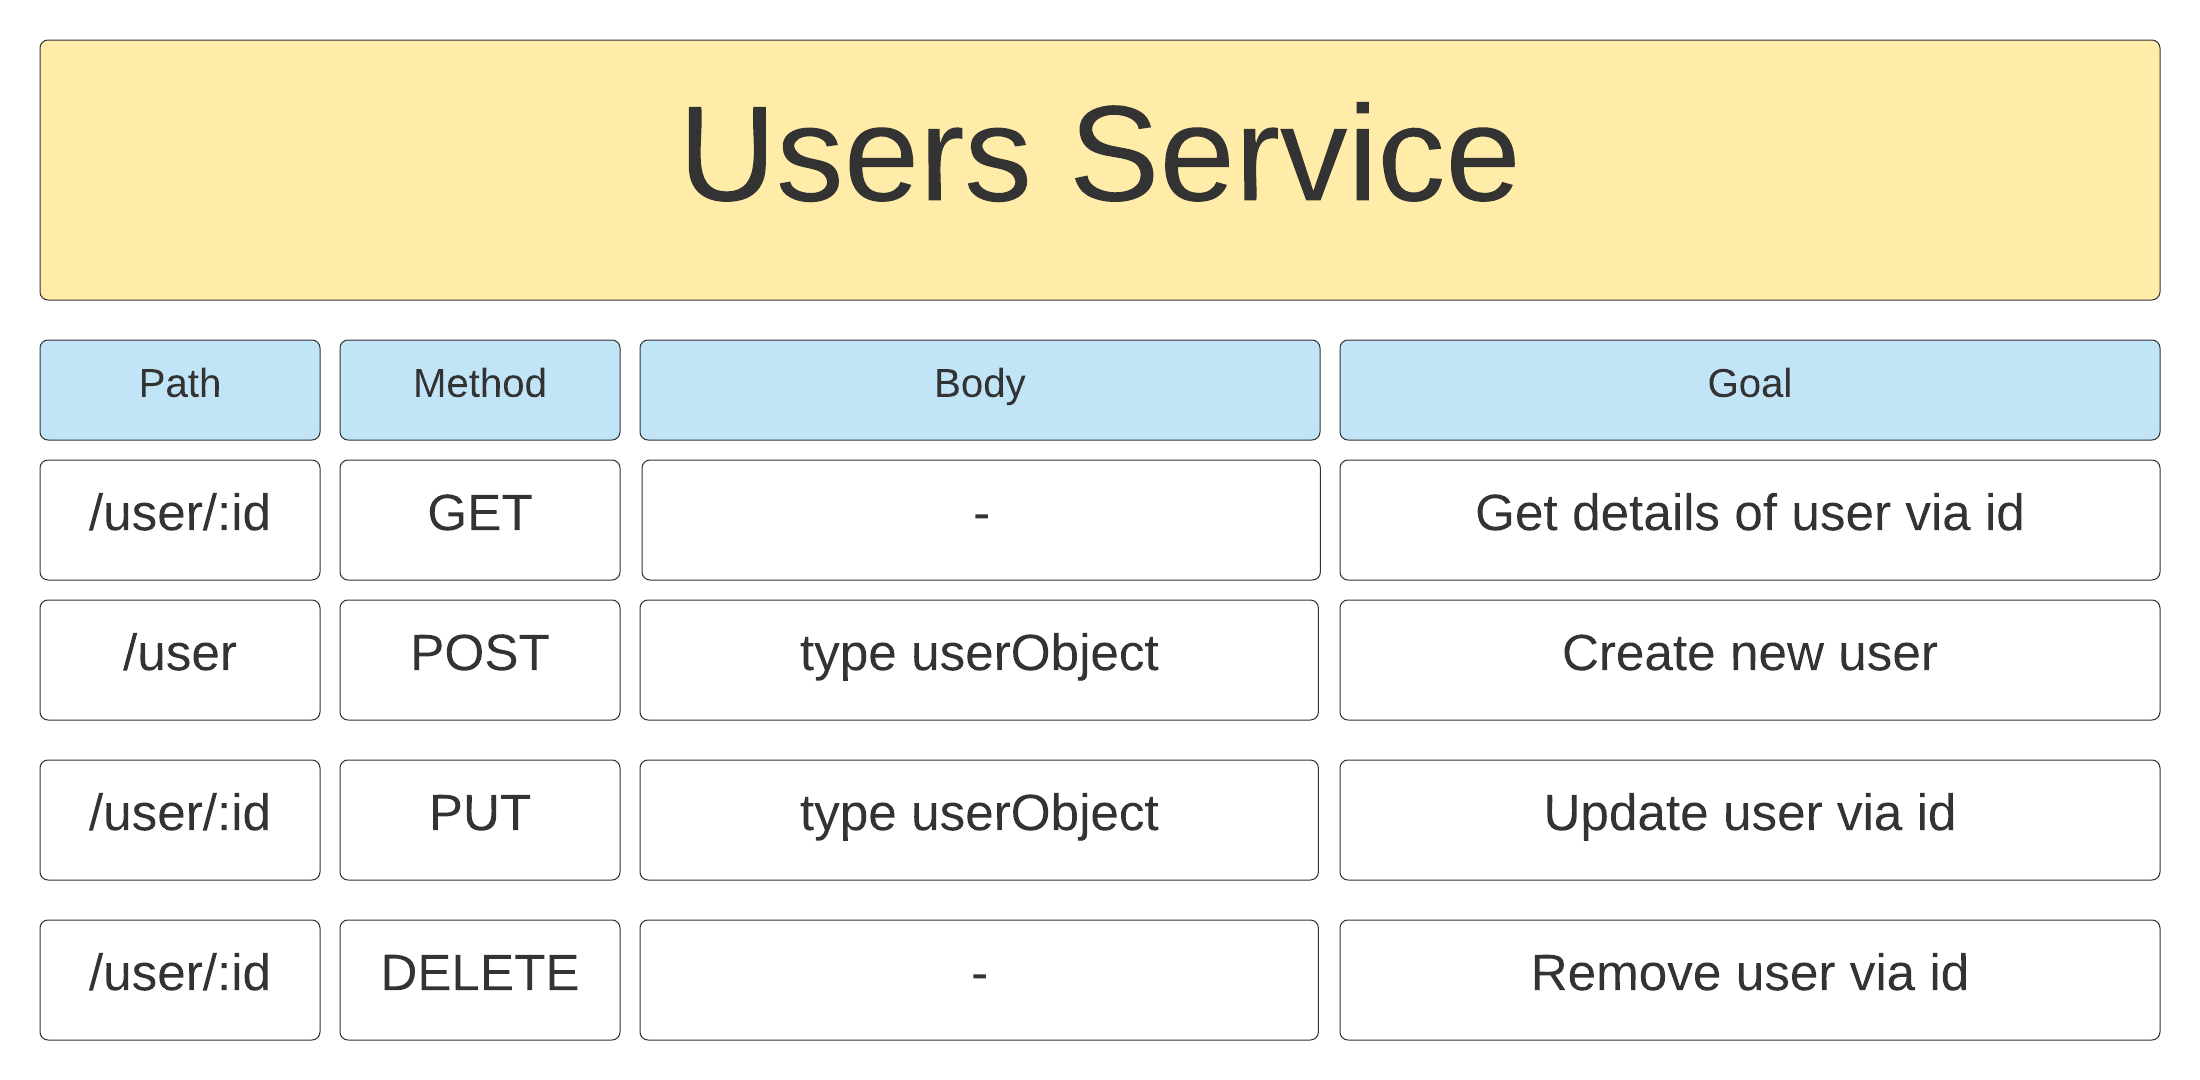 Users Service
Path Method Body Goal
/user/:id GET - Get details of user via id
/user POST type userObject Create new user
/user/:id PUT type userObject Update user via id
/user/:id DELETE - Remove user via id